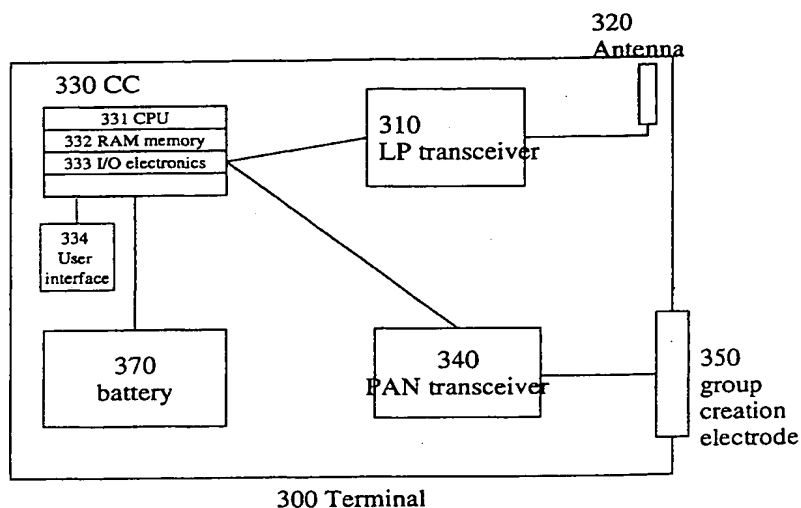 320
Antenna
330 CC
331 CPU
332 RAM memory
333 I/O electronics
310
LP transceiver
334
User
interface
370
battery
340
PAN transceiver
350
group
creation
electrode
300 Terminal